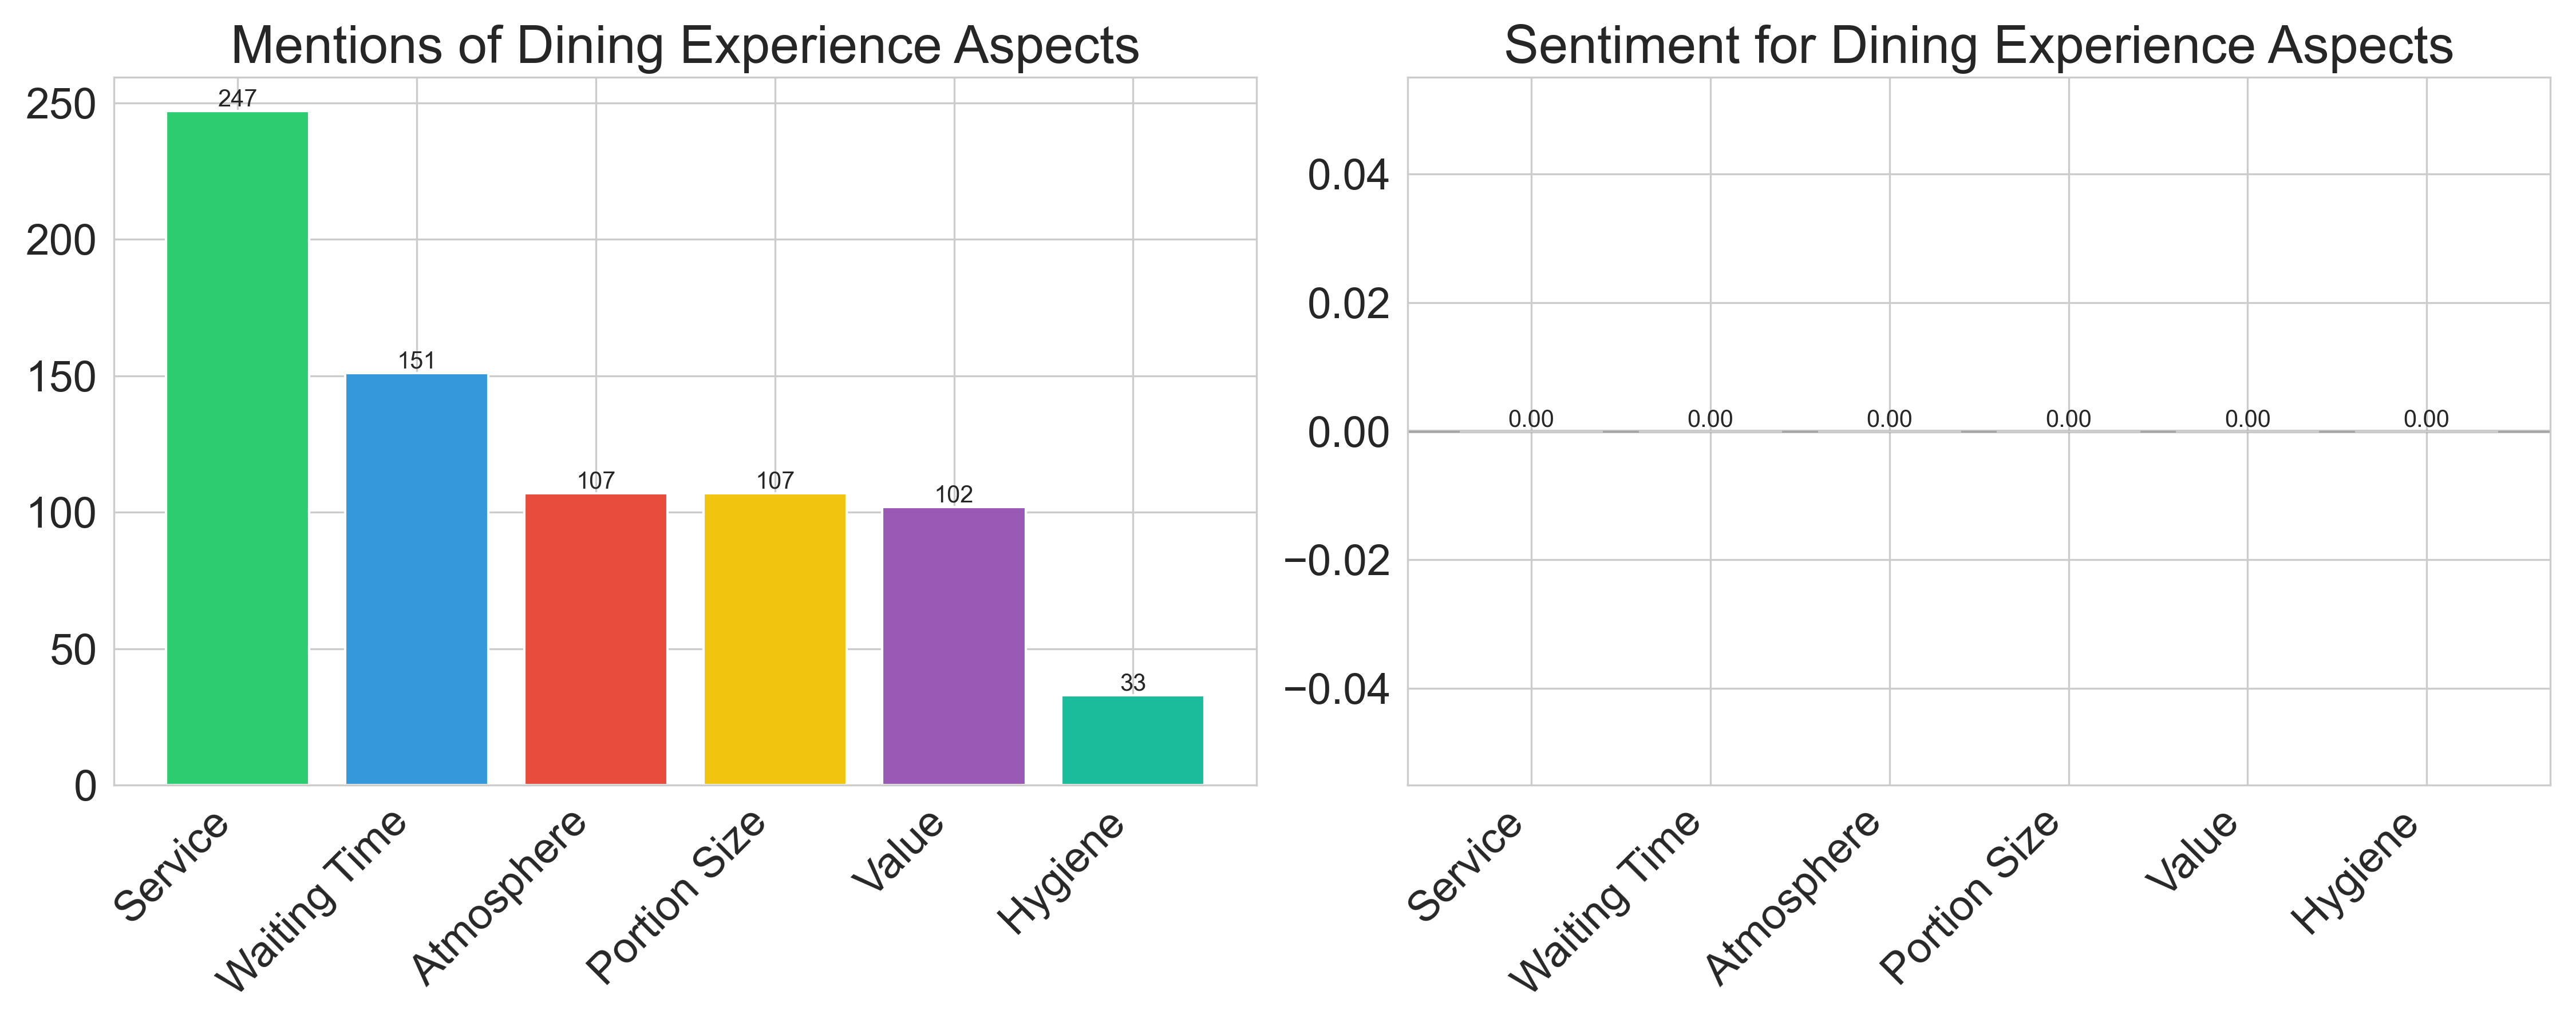 Mentions of Dining Experience Aspects
250
200
150
100
50
0
247
151
107
107
102
33
Service
Waiting Time
Atmosphere
Portion Size
Value
Hygiene
Sentiment for Dining Experience Aspects
0.04
0.02
0.00
−0.02
−0.04
0.00
0.00
0.00
0.00
0.00
0.00
Service
Waiting Time
Atmosphere
Portion Size
Value
Hygiene